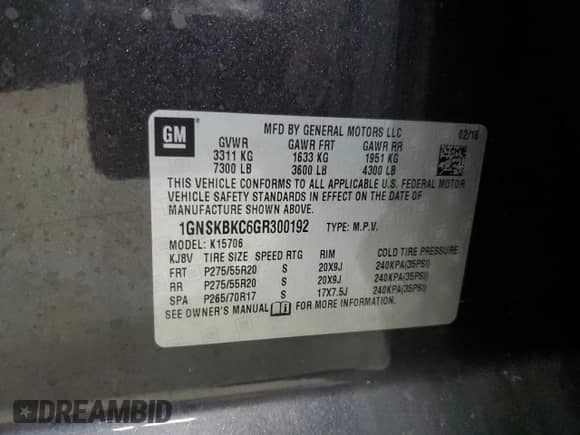 GM
MFD BY GENERAL MOTORS LLC 02/16
GVWR GAWR FRT GAWR RR
3311 KG 1633 KG 1951 KG
7300 LB 3600 LB 4300 LB
THIS VEHICLE CONFORMS TO ALL APPLICABLE U.S. FEDERAL MOTOR
VEHICLE SAFETY STANDARDS IN EFFECT ON THE DATE OF
MANUFACTURE SHOWN ABOVE.
1GNSKBKC6GR300192 TYPE: M.P.V.
MODEL: K15706
KJ8V TIRE SIZE SPEED RTG RIM COLD TIRE PRESSURE
FRT P275/55R20 S 20X9J 240KPA(35PSI)
RR P275/55R20 S 20X9J 240KPA(35PSI)
SPA P265/70R17 S 17X7.5J 240KPA(35PSI)
SEE OWNER'S MANUAL FOR MORE INFORMATION.
DREAMBID